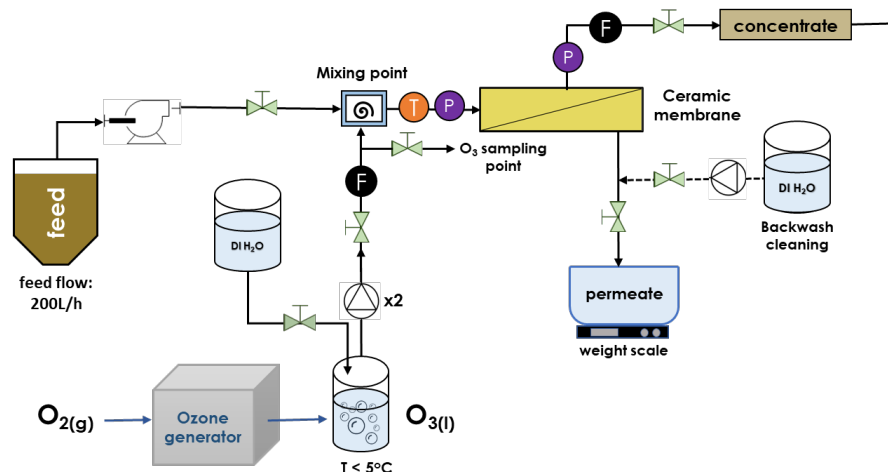 F
concentrate
P
Mixing point
T
P
Ceramic
membrane
O3 sampling
point
feed
F
DI H2O
DI H2O
Backwash
cleaning
feed flow:
200L/h
x2
permeate
weight scale
O2(g)
Ozone
generator
O3(l)
T < 5°C